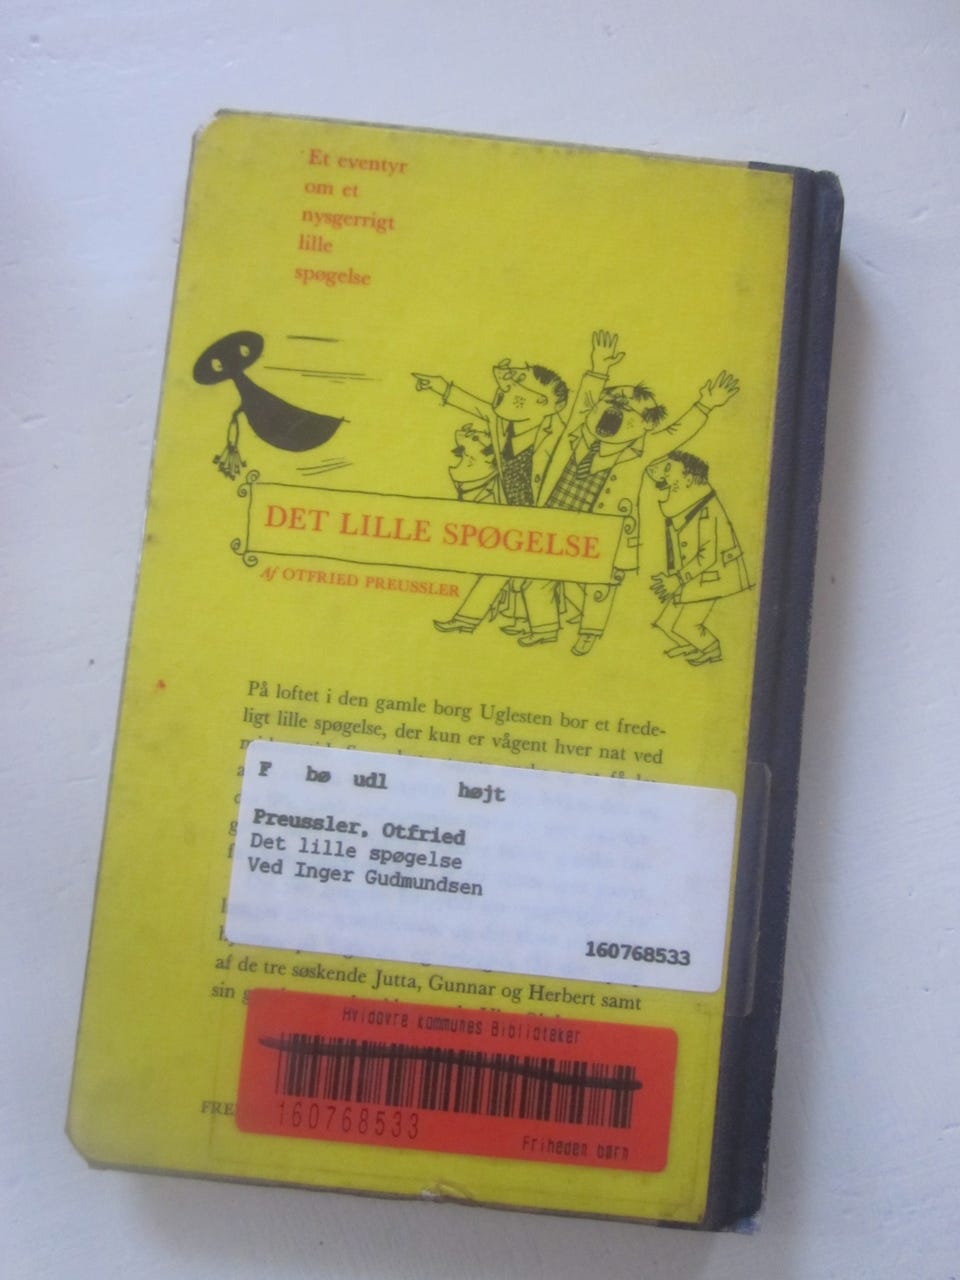 Et eventyr
om et
nysgerrigt
lille
spøgelse
DET LILLE SPØGELSE
Af OTFRIED PREUSSLER
På loftet i den gamle borg Uglesten bor et frede-
ligt lille spøgelse, der kun er vågent hver nat ved
F bø udl højt
Preussler, Otfried
Det lille spøgelse
Ved Inger Gudmundsen
160768533
af de tre søskende Jutta, Gunnar og Herbert samt
sin
Hvidovre kommunes Biblioteker
160768533
Friheden børn